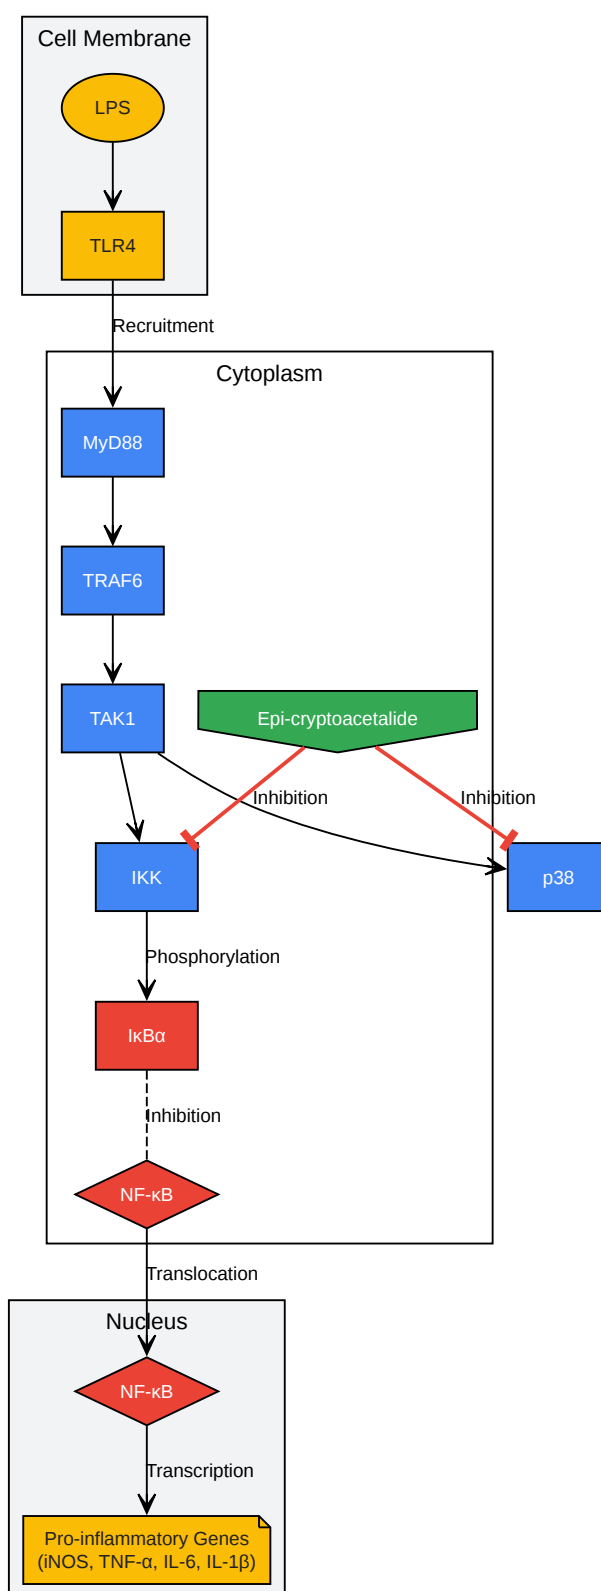 Cell Membrane
LPS
TLR4
Recruitment
Cytoplasm
MyD88
TRAF6
TAK1
Epi-cryptoacetalide
Inhibition
Inhibition
IKK
p38
Phosphorylation
IκBα
Inhibition
NF-κB
Translocation
Nucleus
NF-κB
Transcription
Pro-inflammatory Genes
(iNOS, TNF-α, IL-6, IL-1β)